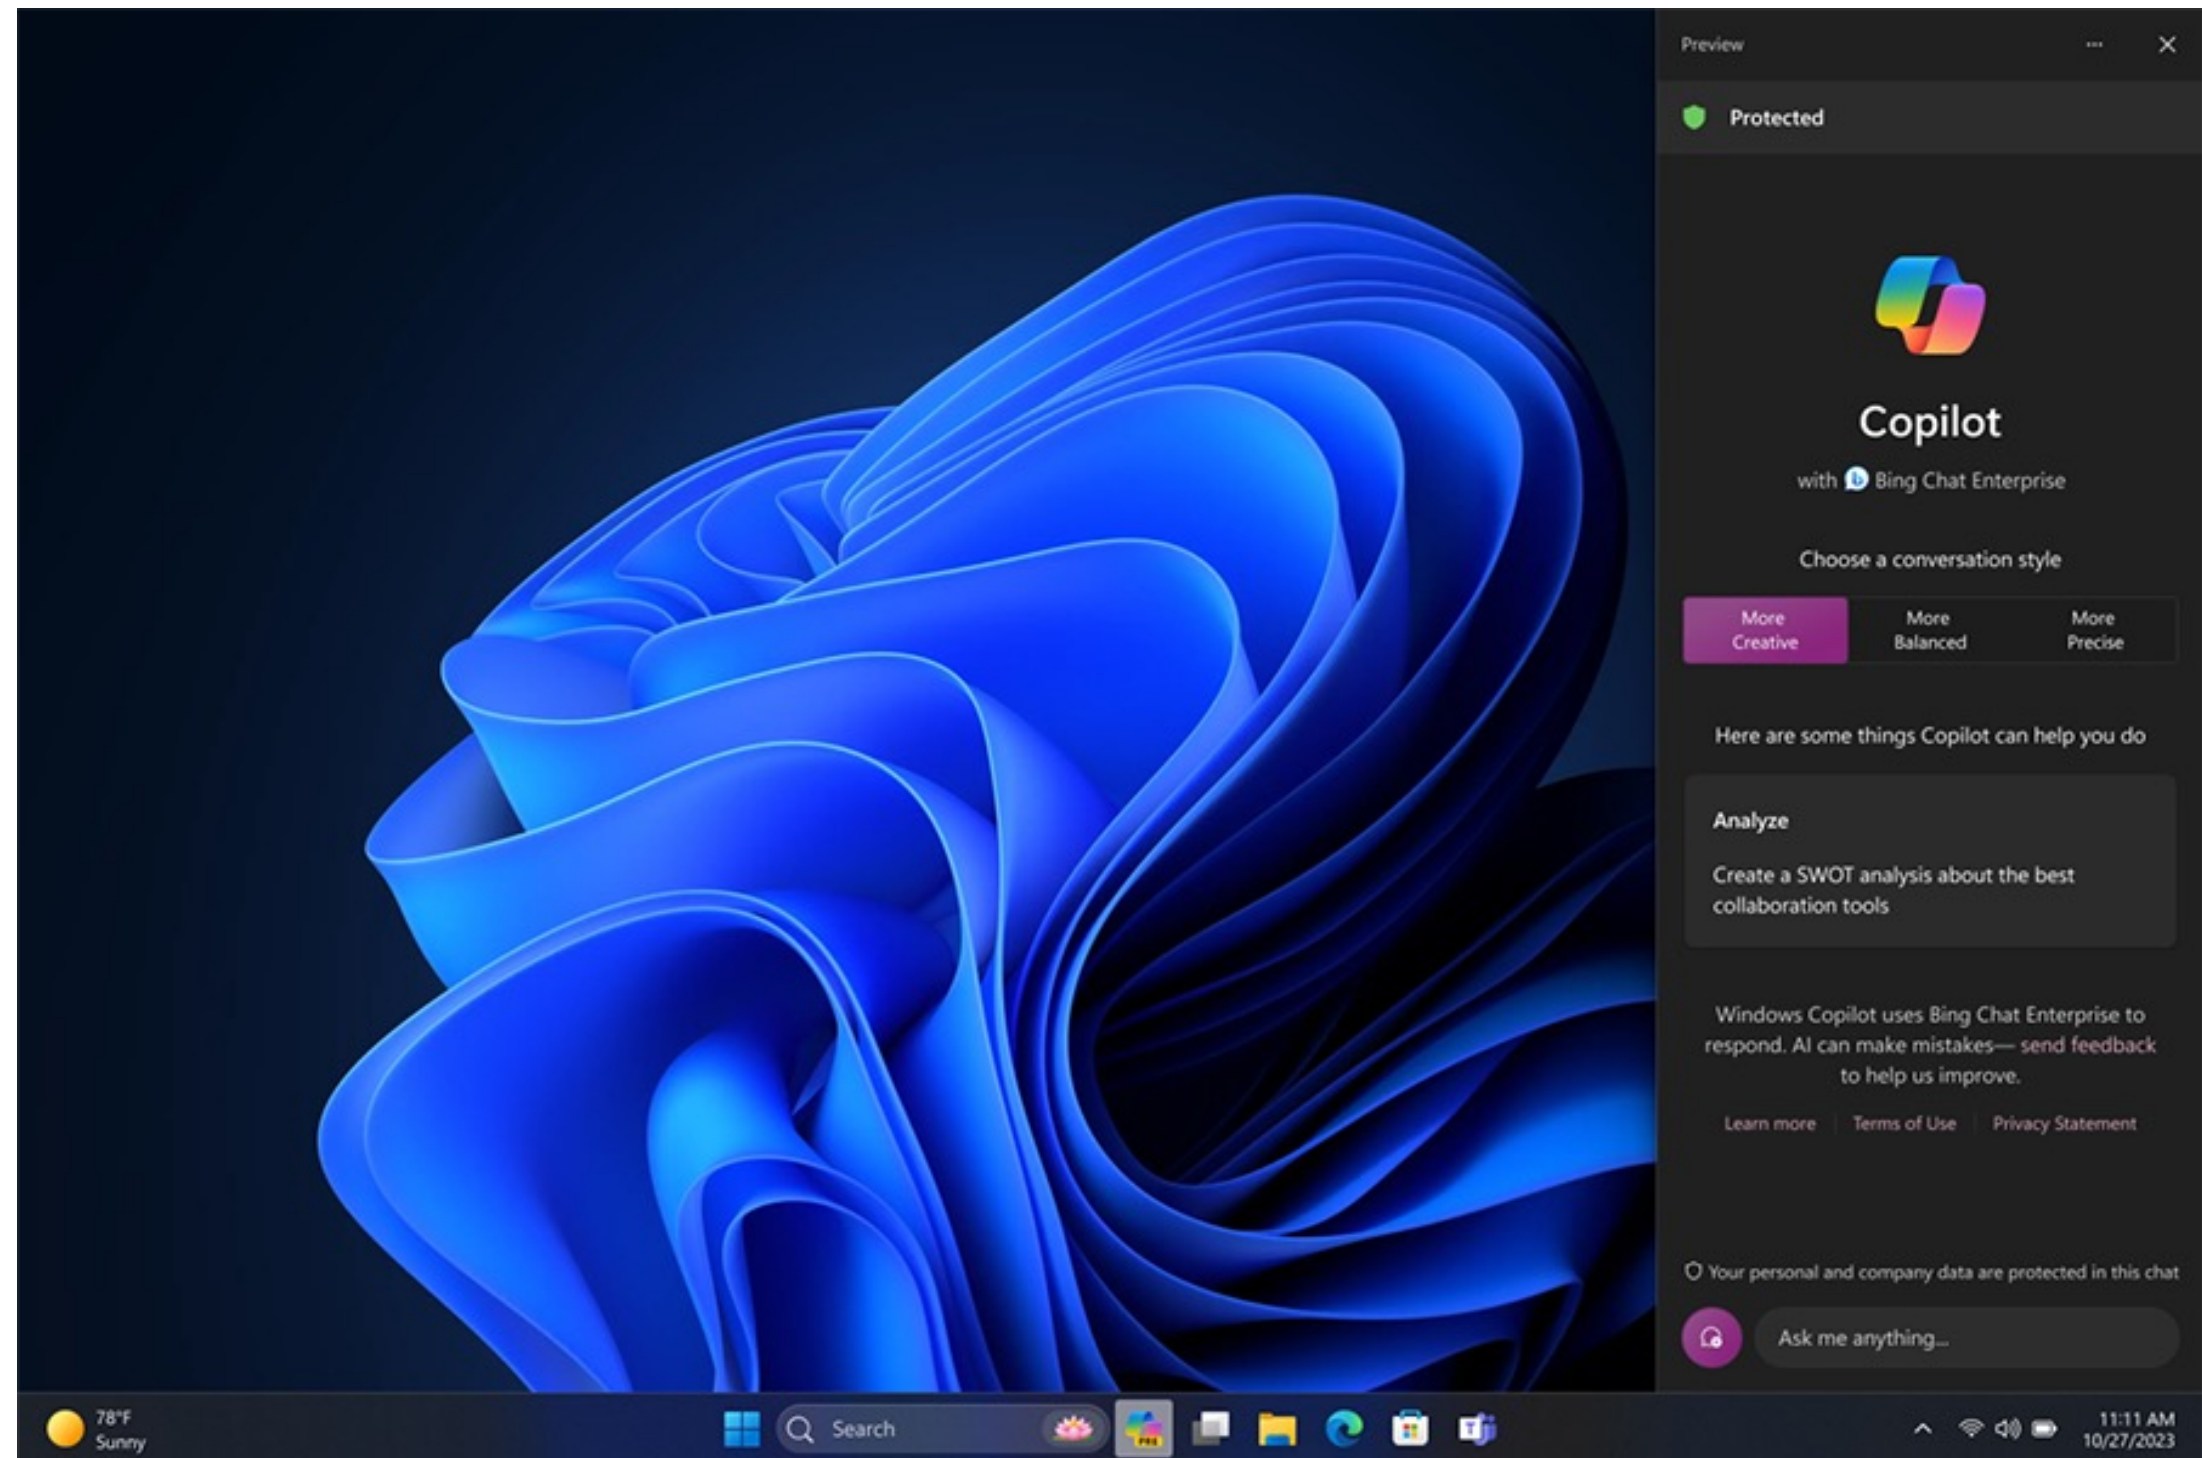 Preview
Protected
Copilot
with Bing Chat Enterprise
Choose a conversation style
More
Creative
More
Balanced
More
Precise
Here are some things Copilot can help you do
Analyze
Create a SWOT analysis about the best
collaboration tools
Windows Copilot uses Bing Chat Enterprise to
respond. AI can make mistakes— send feedback
to help us improve.
Learn more Terms of Use Privacy Statement
Your personal and company data are protected in this chat
Ask me anything...
78°F
Sunny
Search
PRE
11:11 AM
10/27/2023